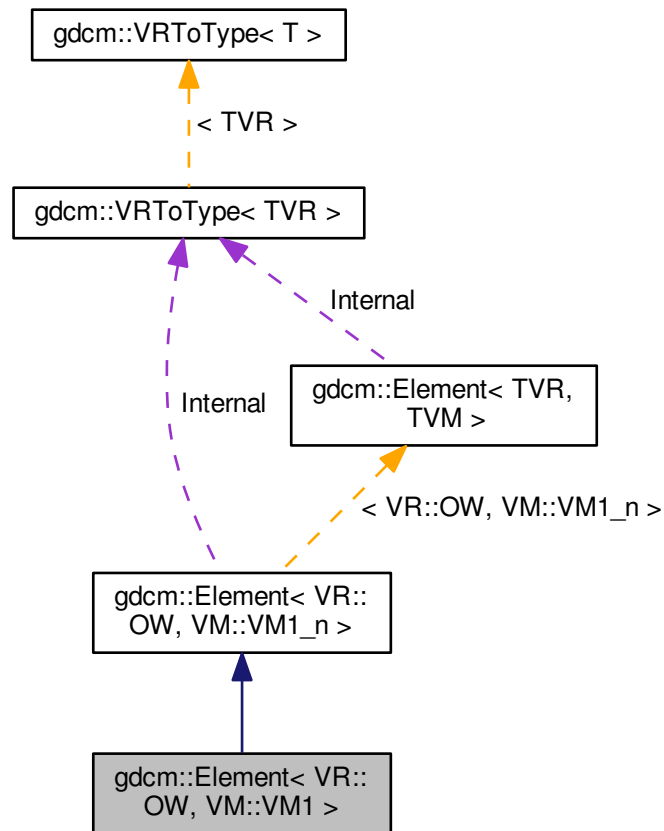 gdcm::VRToType< T >
< TVR >
gdcm::VRToType< TVR >
Internal
Internal
gdcm::Element< TVR,
TVM >
< VR::OW, VM::VM1_n >
gdcm::Element< VR::
OW, VM::VM1_n >
gdcm::Element< VR::
OW, VM::VM1 >